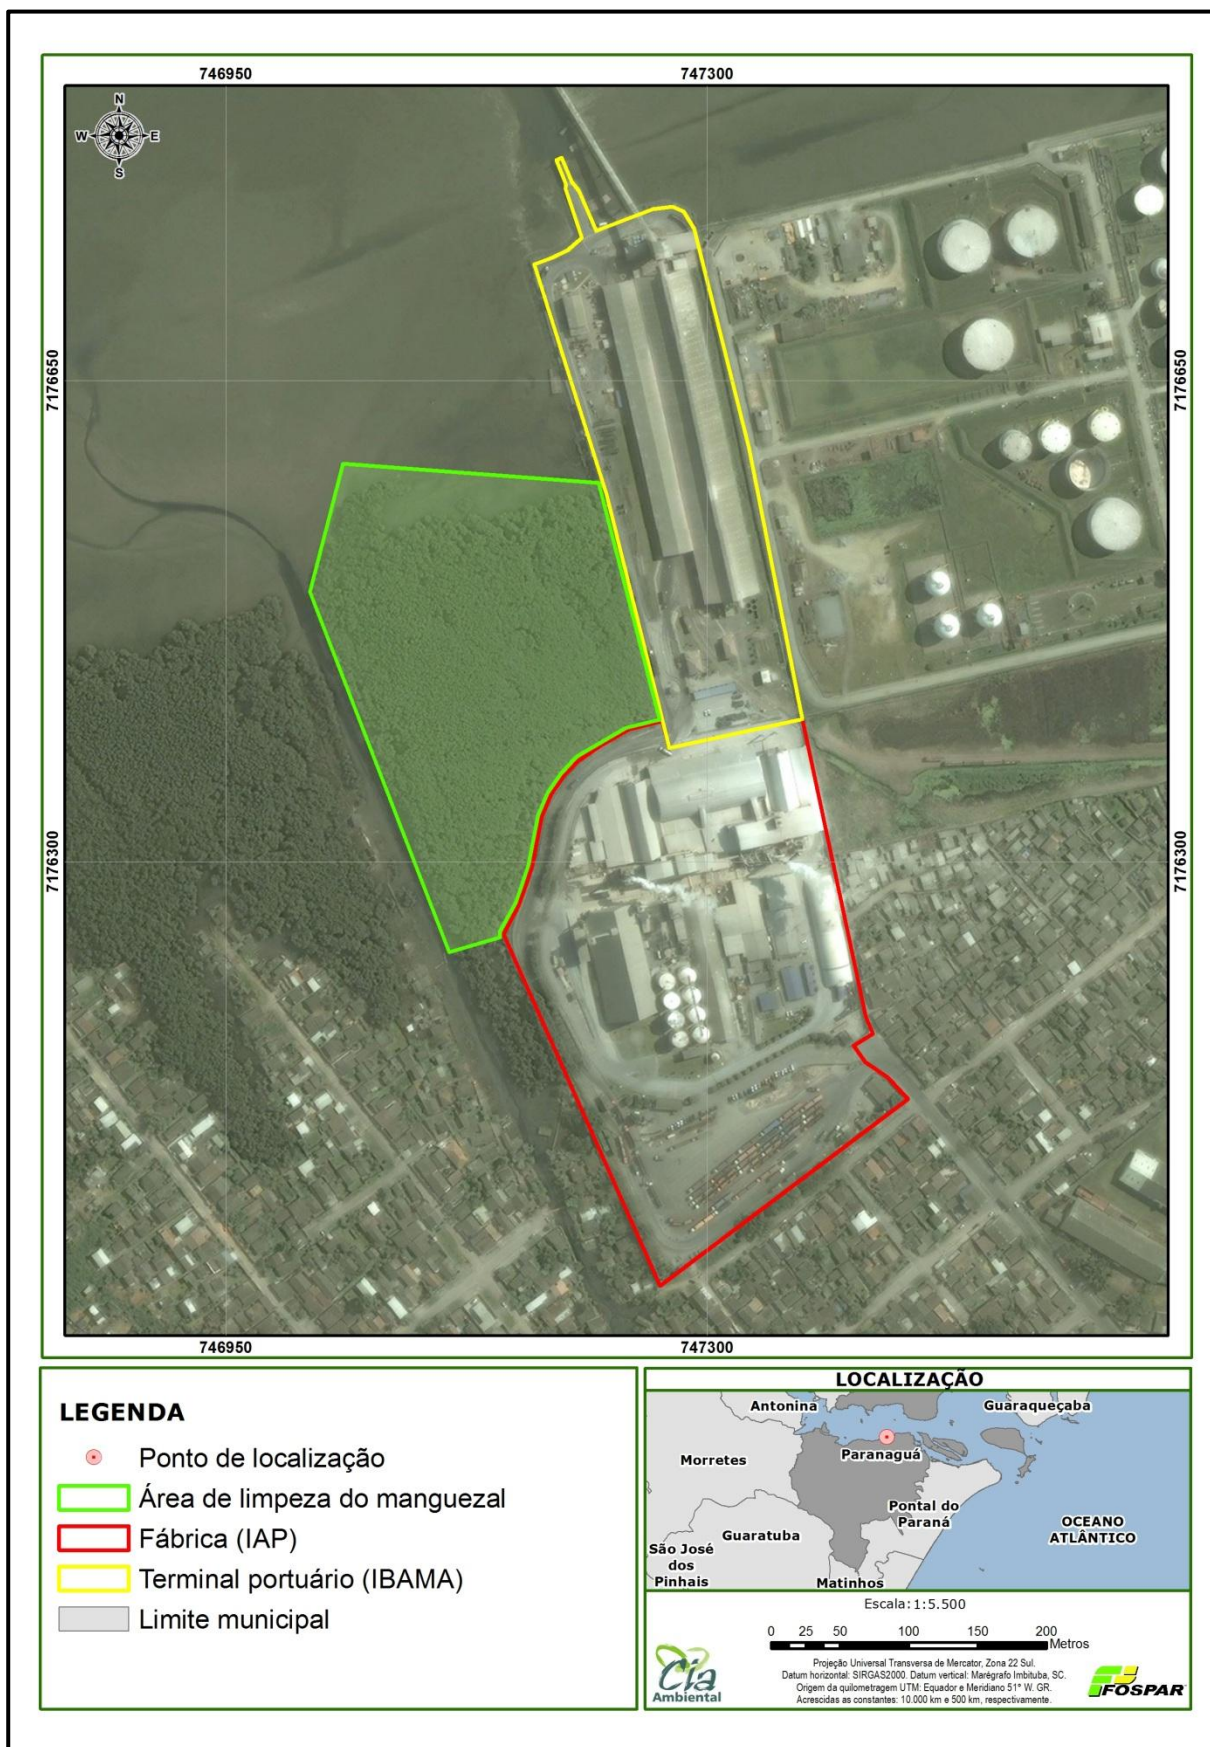 746950
747300
N
W
E
S
7176650
7176650
7176300
7176300
746950
747300
LEGENDA
Ponto de localização
Área de limpeza do manguezal
Fábrica (IAP)
Terminal portuário (IBAMA)
Limite municipal
LOCALIZAÇÃO
Antonina
Guaraqueçaba
Morretes
Paranaguá
Pontal do
Paraná
Guaratuba
OCEANO
ATLÂNTICO
São José
dos
Pinhais
Matinhos
Escala: 1:5.500
0 25 50 100 150 200
Metros
Projeção Universal Transversa de Mercator, Zona 22 Sul.
Datum horizontal: SIRGAS2000. Datum vertical: Marégrafo Imbituba, SC.
Origem da quilometragem UTM: Equador e Meridiano 51° W. GR.
Acrescidas as constantes: 10.000 km e 500 km, respectivamente.
Cia
Ambiental
FOSPAR